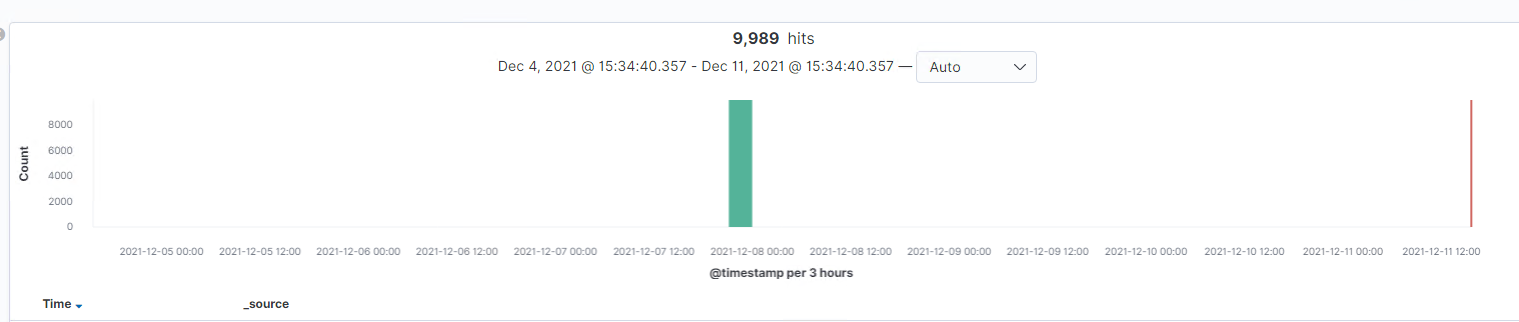 9,989 hits
Dec 4, 2021 @ 15:34:40.357 - Dec 11, 2021 @ 15:34:40.357 — Auto
Count
8000
6000
4000
2000
0
2021-12-05 00:00 2021-12-05 12:00 2021-12-06 00:00 2021-12-06 12:00 2021-12-07 00:00 2021-12-07 12:00 2021-12-08 00:00 2021-12-08 12:00 2021-12-09 00:00 2021-12-09 12:00 2021-12-10 00:00 2021-12-10 12:00 2021-12-11 00:00 2021-12-11 12:00
@timestamp per 3 hours
Time _source